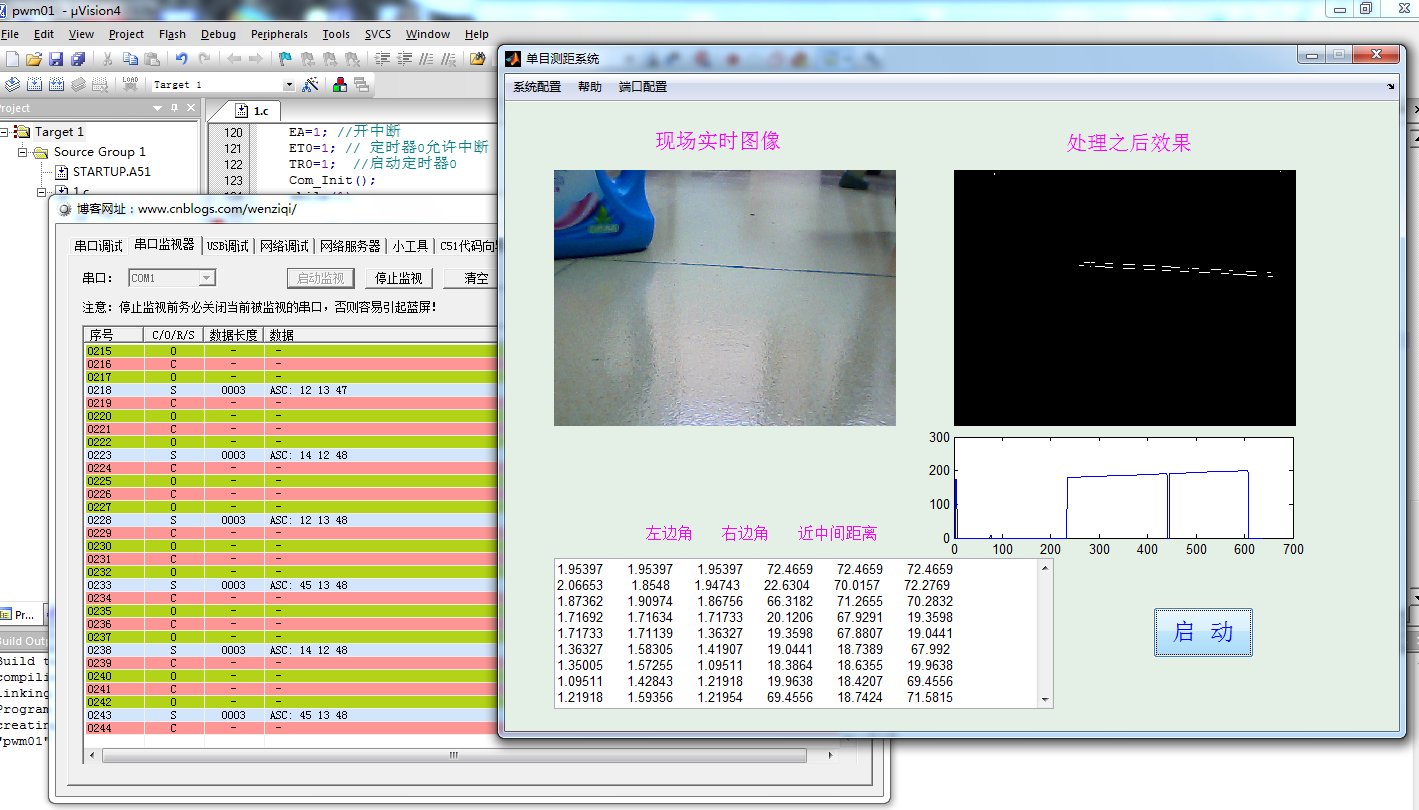 pwm01 - µVision4
File Edit View Project Flash Debug Peripherals Tools SVCS Window Help
LOAD
Target 1
Project
1.c
Target 1
Source Group 1
STARTUP.A51
1.c
120 EA=1; //开中断
121 ET0=1; // 定时器0允许中断
122 TR0=1; //启动定时器0
123 Com_Init();
Pr...
Build Outp
Build t
compili
linking
Program
creatin
"pwm01"
博客网址：www.cnblogs.com/wenziqi/
串口调试 串口监视器 USB调试 网络调试 网络服务器 小工具 C51代码向导
串口： COM1 启动监视 停止监视 清空
注意：停止监视前务必关闭当前被监视的串口，否则容易引起蓝屏！
序号 C/O/R/S 数据长度 数据
0215 O - -
0216 C - -
0217 O - -
0218 S 0003 ASC: 12 13 47
0219 C - -
0220 O - -
0221 C - -
0222 O - -
0223 S 0003 ASC: 14 12 48
0224 C - -
0225 O - -
0226 C - -
0227 O - -
0228 S 0003 ASC: 12 13 48
0229 C - -
0230 O - -
0231 C - -
0232 O - -
0233 S 0003 ASC: 45 13 48
0234 C - -
0235 O - -
0236 C - -
0237 O - -
0238 S 0003 ASC: 14 12 48
0239 C - -
0240 O - -
0241 C - -
0242 O - -
0243 S 0003 ASC: 45 13 48
0244 C - -
单目测距系统
系统配置 帮助 端口配置
现场实时图像
处理之后效果
300
200
100
0
0 100 200 300 400 500 600 700
左边角 右边角 近中间距离
1.95397 1.95397 1.95397 72.4659 72.4659 72.4659
2.06653 1.8548 1.94743 22.6304 70.0157 72.2769
1.87362 1.90974 1.86756 66.3182 71.2655 70.2832
1.71692 1.71634 1.71733 20.1206 67.9291 19.3598
1.71733 1.71139 1.36327 19.3598 67.8807 19.0441
1.36327 1.58305 1.41907 19.0441 18.7389 67.992
1.35005 1.57255 1.09511 18.3864 18.6355 19.9638
1.09511 1.42843 1.21918 19.9638 18.4207 69.4556
1.21918 1.59356 1.21954 69.4556 18.7424 71.5815
启 动